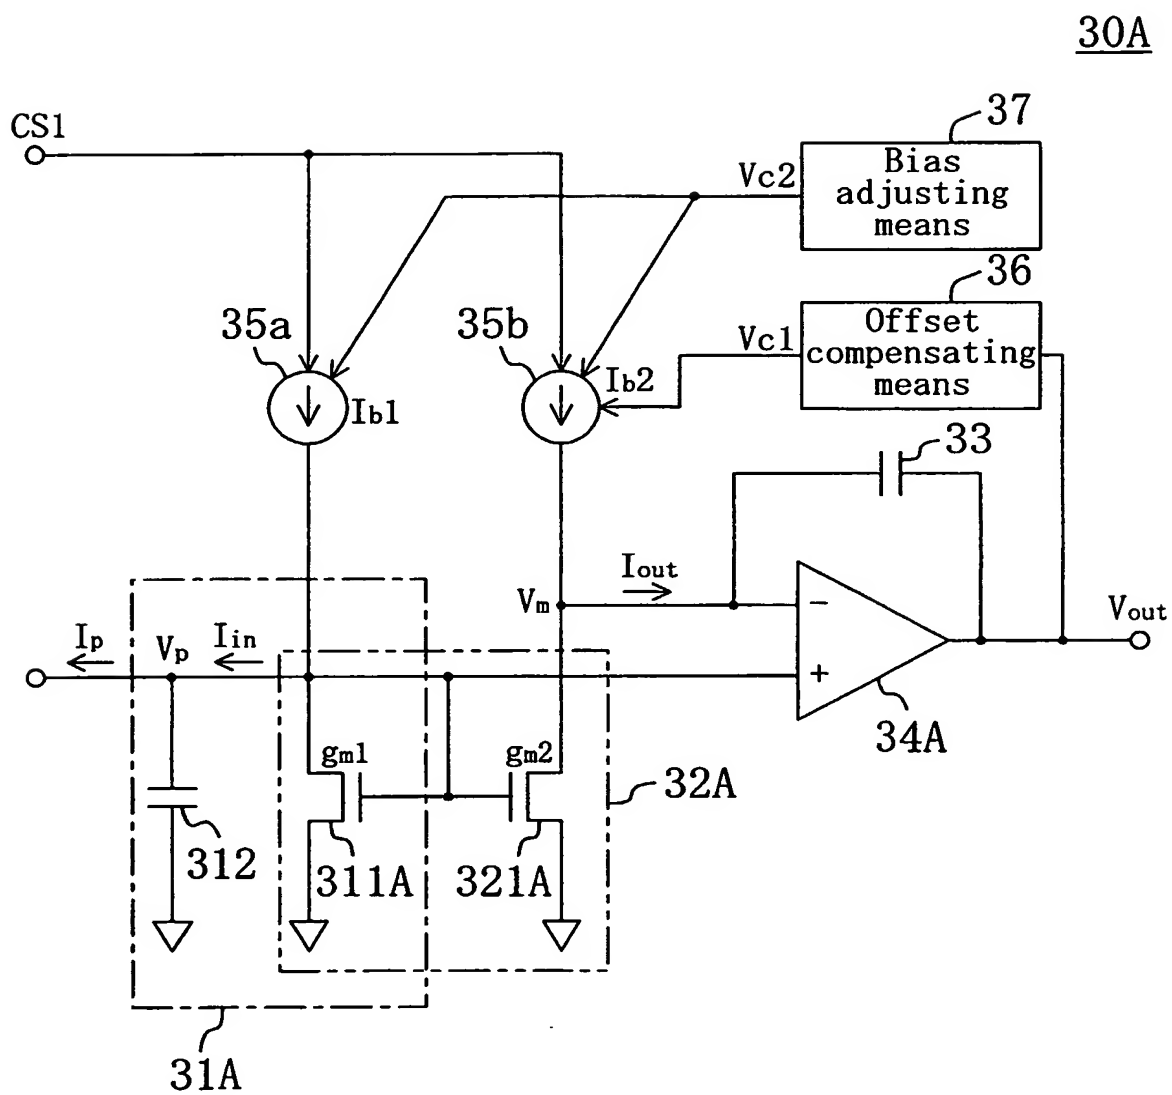 30A
CS1
37
Vc2
Bias
adjusting
means
36
35a
35b
Vc1
Offset
compensating
means
Ib1
Ib2
33
Iout
Vm
Vout
Ip
Vp
Iin
−
+
34A
gm1
gm2
32A
312
311A
321A
31A